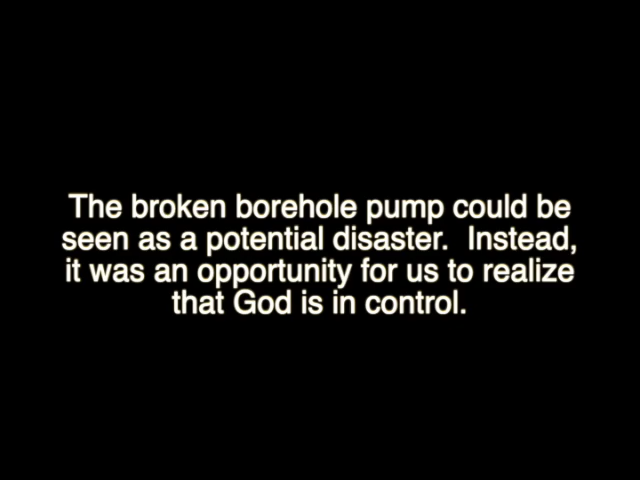 The broken borehole pump could be
seen as a potential disaster.  Instead,
it was an opportunity for us to realize
that God is in control.